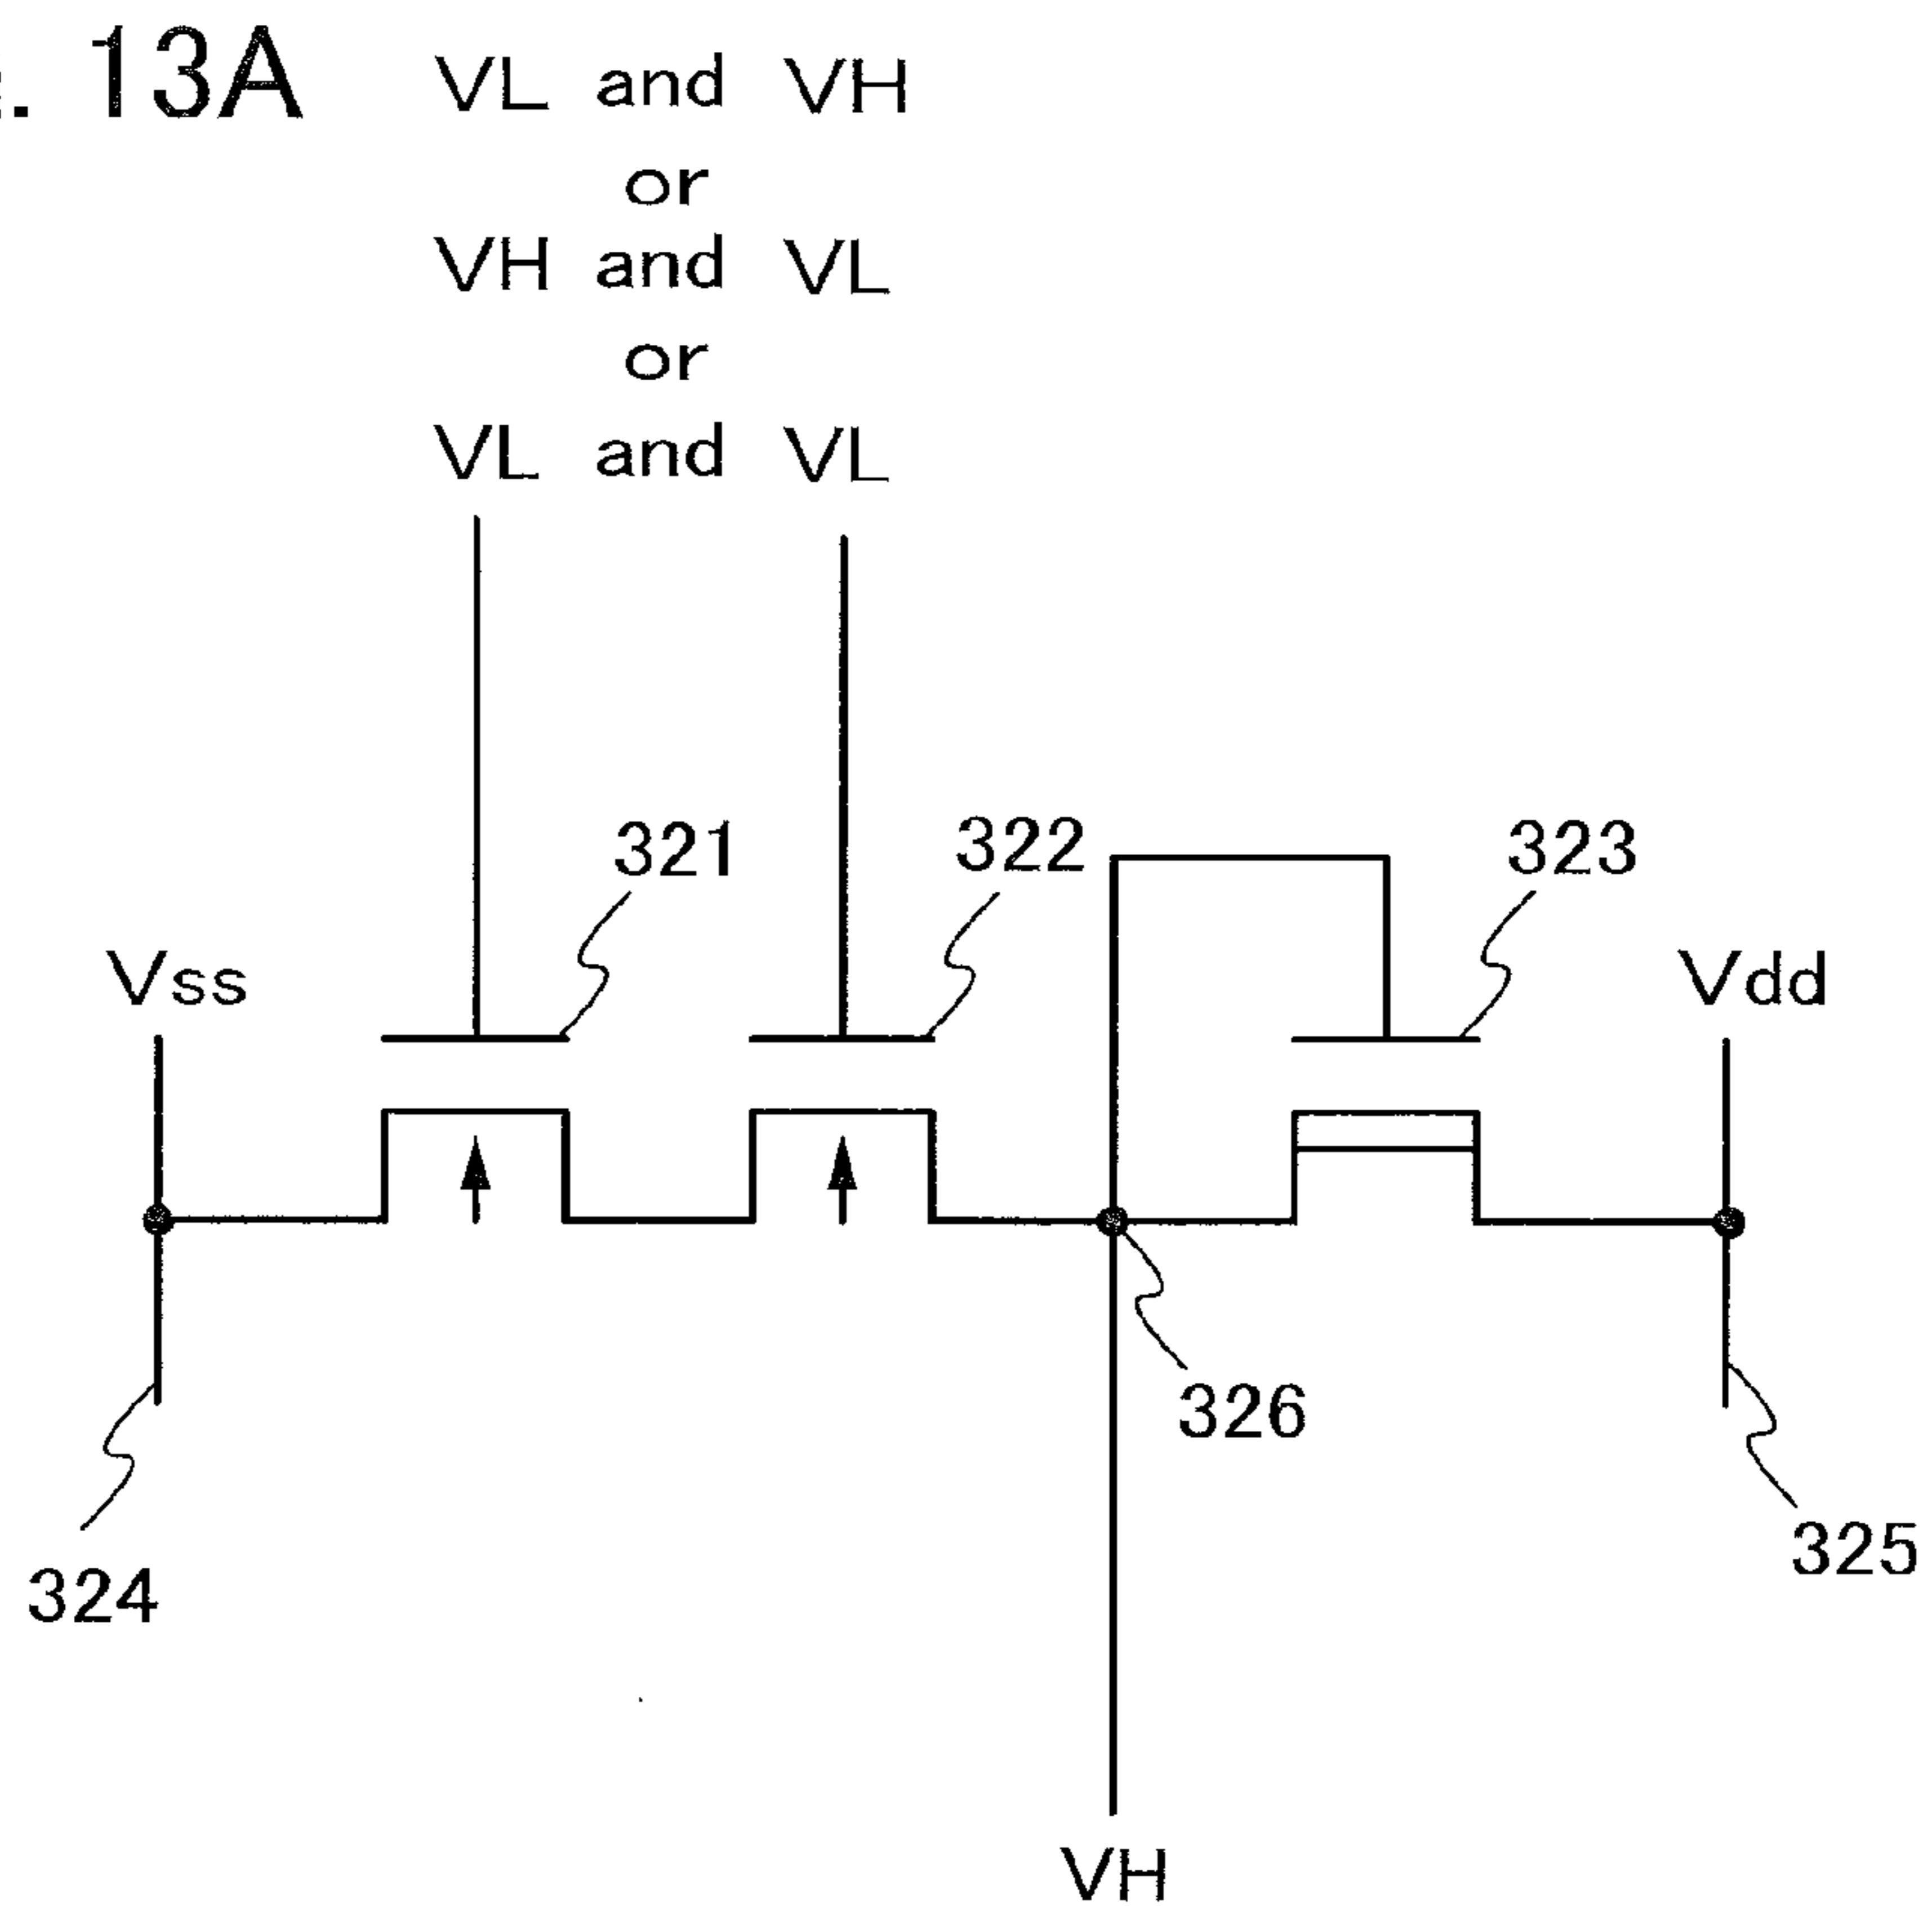 . 13A
VL and VH
or
VH and VL
or
VL and VL
321
322
323
Vss
Vdd
326
324
325
VH